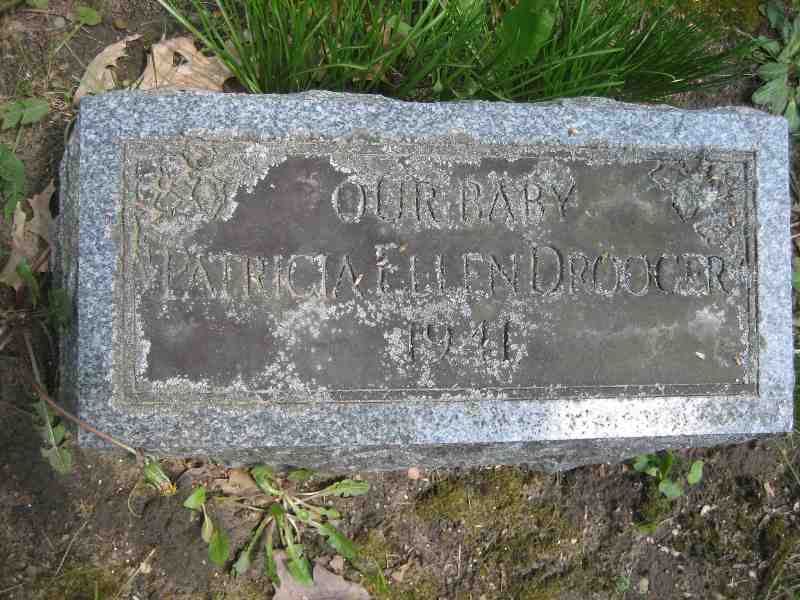 OUR BABY
PATRICIA ELLEN DROOGER
1941